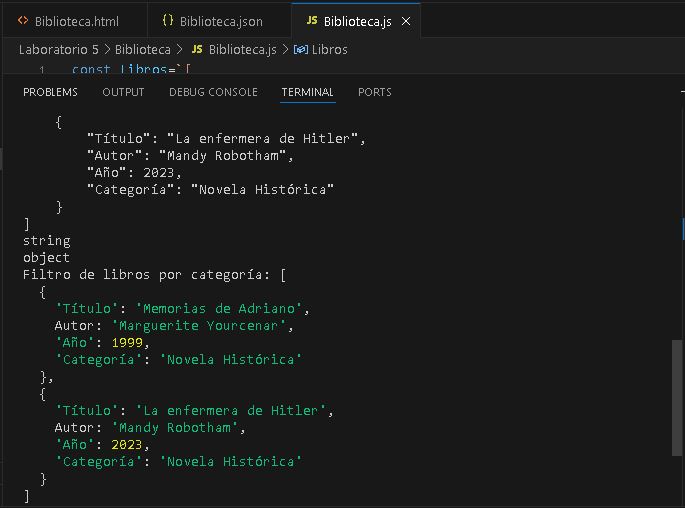 Biblioteca.html {} Biblioteca.json JS Biblioteca.js ×
Laboratorio 5 > Biblioteca > JS Biblioteca.js > Libros
1 const Libros=`[
PROBLEMS OUTPUT DEBUG CONSOLE TERMINAL PORTS
{
"Título": "La enfermera de Hitler",
"Autor": "Mandy Robotham",
"Año": 2023,
"Categoría": "Novela Histórica"
}
]
string
object
Filtro de libros por categoría: [
{
'Título': 'Memorias de Adriano',
Autor: 'Marguerite Yourcenar',
'Año': 1999,
'Categoría': 'Novela Histórica'
},
{
'Título': 'La enfermera de Hitler',
Autor: 'Mandy Robotham',
'Año': 2023,
'Categoría': 'Novela Histórica'
}
]